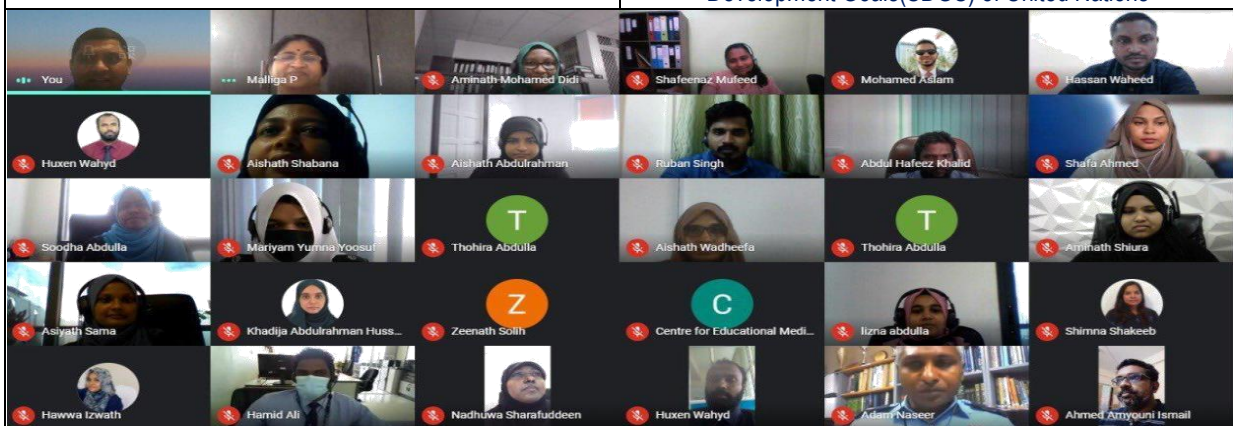 Development Goals(SDGs) of United Nations
You
Malliga P
Aminath-Mohamed Didi
Shafeenaz Mufeed
Mohamed Aslam
Hassan Waheed
Huxen Wahyd
Aishath Shabana
Aishath Abdulrahman
Ruban Singh
Abdul Hafeez Khalid
Shafa Ahmed
Soodha Abdulla
Mariyam Yumna Yoosuf
T
Thohira Abdulla
Aishath Wadheefa
T
Thohira Abdulla
Aminath Shiura
Asiyath Sama
Khadija Abdulrahman Huss...
Z
Zeenath Solih
C
Centre for Educational Medi...
lizna abdulla
Shimna Shakeeb
Hawwa Izwath
Hamid Ali
Nadhuwa Sharafuddeen
Huxen Wahyd
Adam Naseer
Ahmed Amyouni Ismail